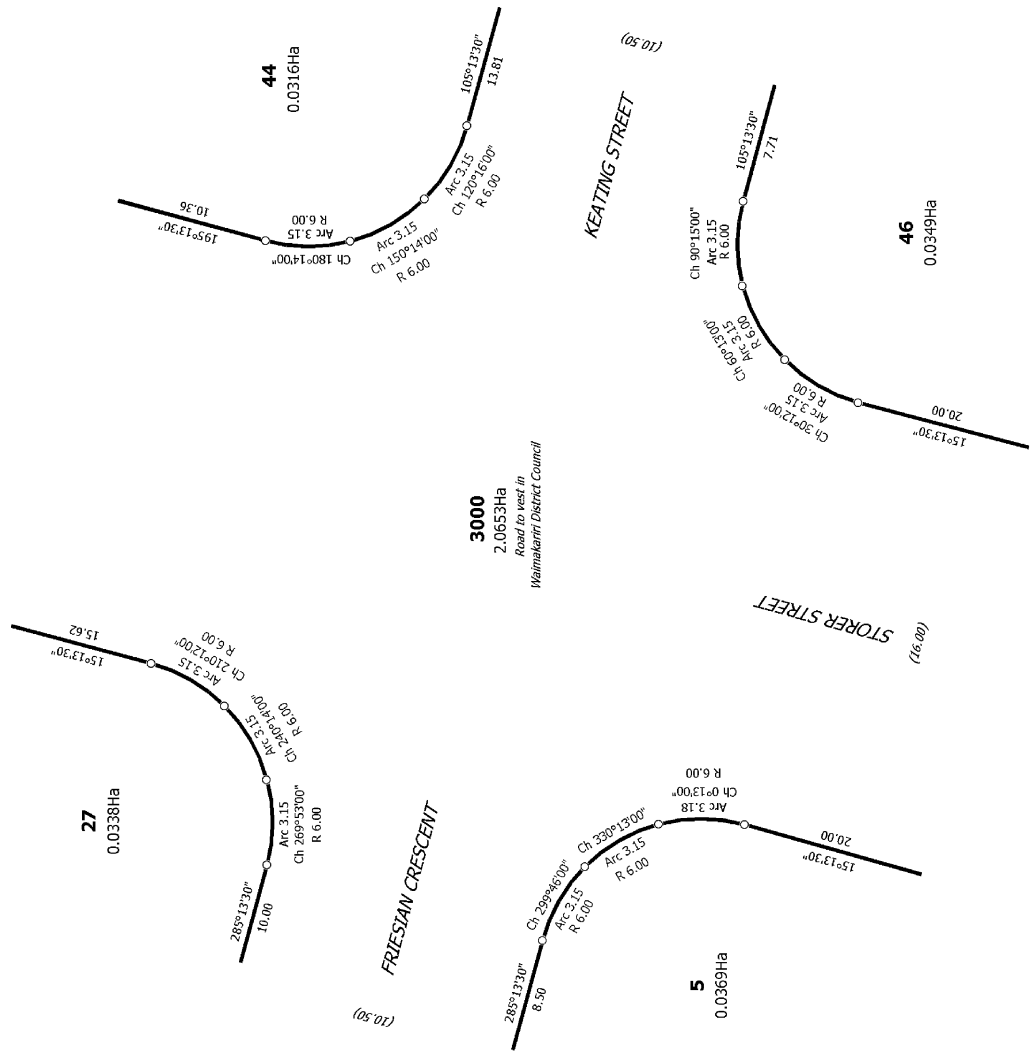 44
0.0316Ha
195°13'30"
10.36
Ch 180°14'00"
Arc 3.15
R 6.00
Arc 3.15
Ch 150°14'00"
R 6.00
Arc 3.15
Ch 120°16'00"
R 6.00
105°13'30"
13.81
(10.50)
KEATING STREET
105°13'30"
7.71
Ch 90°15'00"
Arc 3.15
R 6.00
46
0.0349Ha
Ch 60°13'00"
Arc 3.15
R 6.00
Ch 30°12'00"
Arc 3.15
R 6.00
20.00
15°13'30"
3000
2.0653Ha
Road to vest in
Waimakariri District Council
STORER STREET
(16.00)
15.62
15°13'30"
Arc 3.15
Ch 210°12'00"
R 6.00
Arc 3.15
Ch 240°14'00"
R 6.00
Arc 3.15
Ch 269°53'00"
R 6.00
27
0.0338Ha
285°13'30"
10.00
FRIESIAN CRESCENT
(10.50)
R 6.00
Ch 0°13'00"
Arc 3.18
Ch 330°13'00"
Arc 3.15
R 6.00
Ch 299°46'00"
Arc 3.15
R 6.00
20.00
15°13'30"
285°13'30"
8.50
5
0.0369Ha